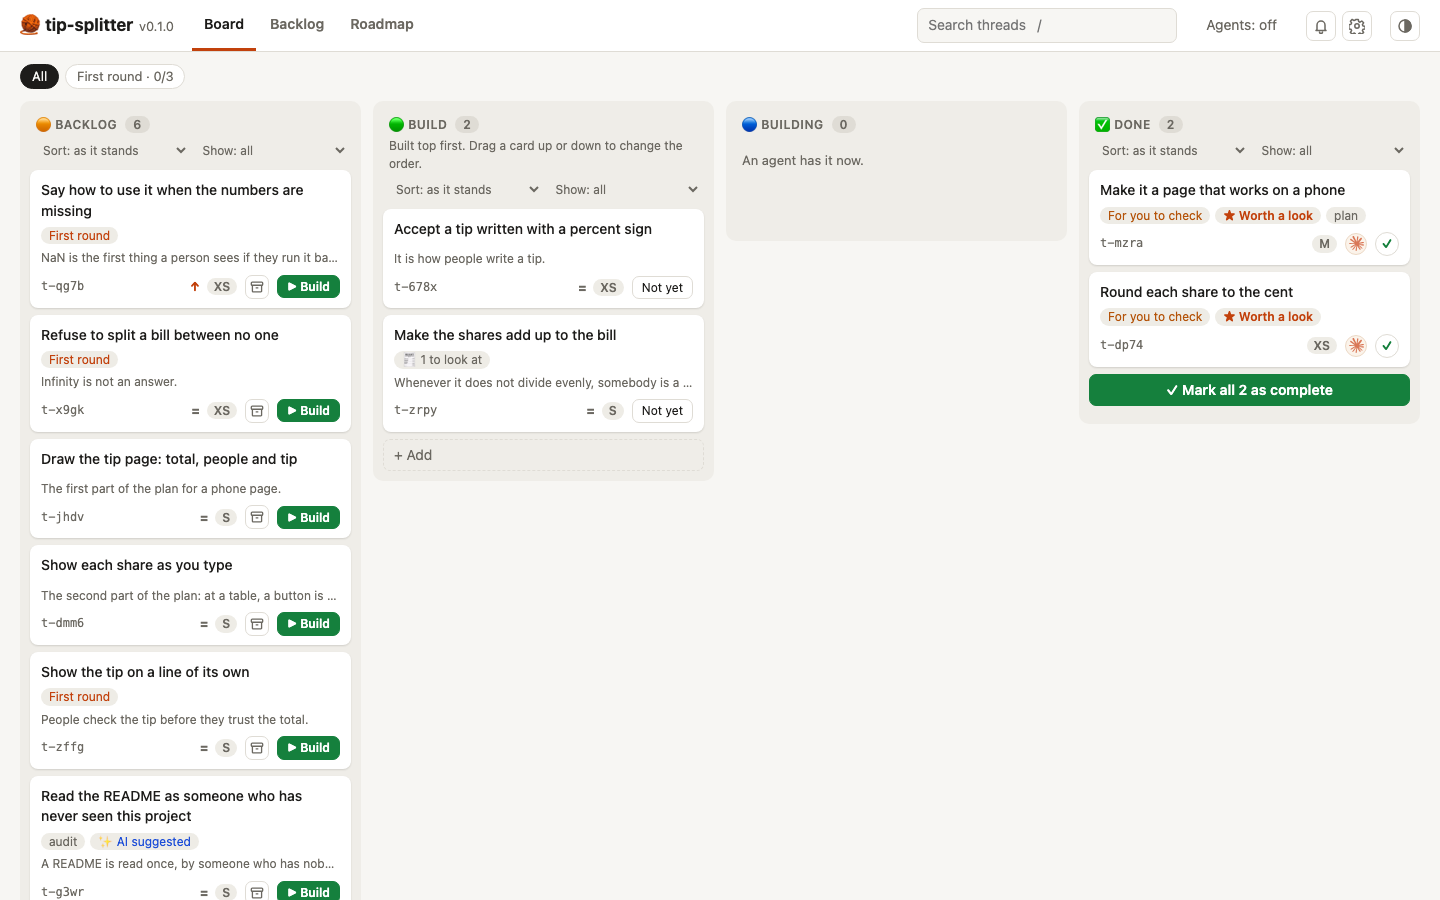 tip-splitter v0.1.0
Board
Backlog
Roadmap
Search threads /
Agents: off
All
First round · 0/3
BACKLOG 6
Sort: as it stands
Show: all
Say how to use it when the numbers are
missing
First round
NaN is the first thing a person sees if they run it ba...
t-qg7b
↑ XS
Build
Refuse to split a bill between no one
First round
Infinity is not an answer.
t-x9gk
= XS
Build
Draw the tip page: total, people and tip
The first part of the plan for a phone page.
t-jhdv
= S
Build
Show each share as you type
The second part of the plan: at a table, a button is ...
t-dmm6
= S
Build
Show the tip on a line of its own
First round
People check the tip before they trust the total.
t-zffg
= S
Build
Read the README as someone who has
never seen this project
audit
AI suggested
A README is read once, by someone who has nob...
t-g3wr
= S
Build
BUILD 2
Built top first. Drag a card up or down to change the
order.
Sort: as it stands
Show: all
Accept a tip written with a percent sign
It is how people write a tip.
t-678x
= XS
Not yet
Make the shares add up to the bill
1 to look at
Whenever it does not divide evenly, somebody is a ...
t-zrpy
= S
Not yet
+ Add
BUILDING 0
An agent has it now.
DONE 2
Sort: as it stands
Show: all
Make it a page that works on a phone
For you to check
★ Worth a look
plan
t-mzra
M
Round each share to the cent
For you to check
★ Worth a look
t-dp74
XS
✓ Mark all 2 as complete